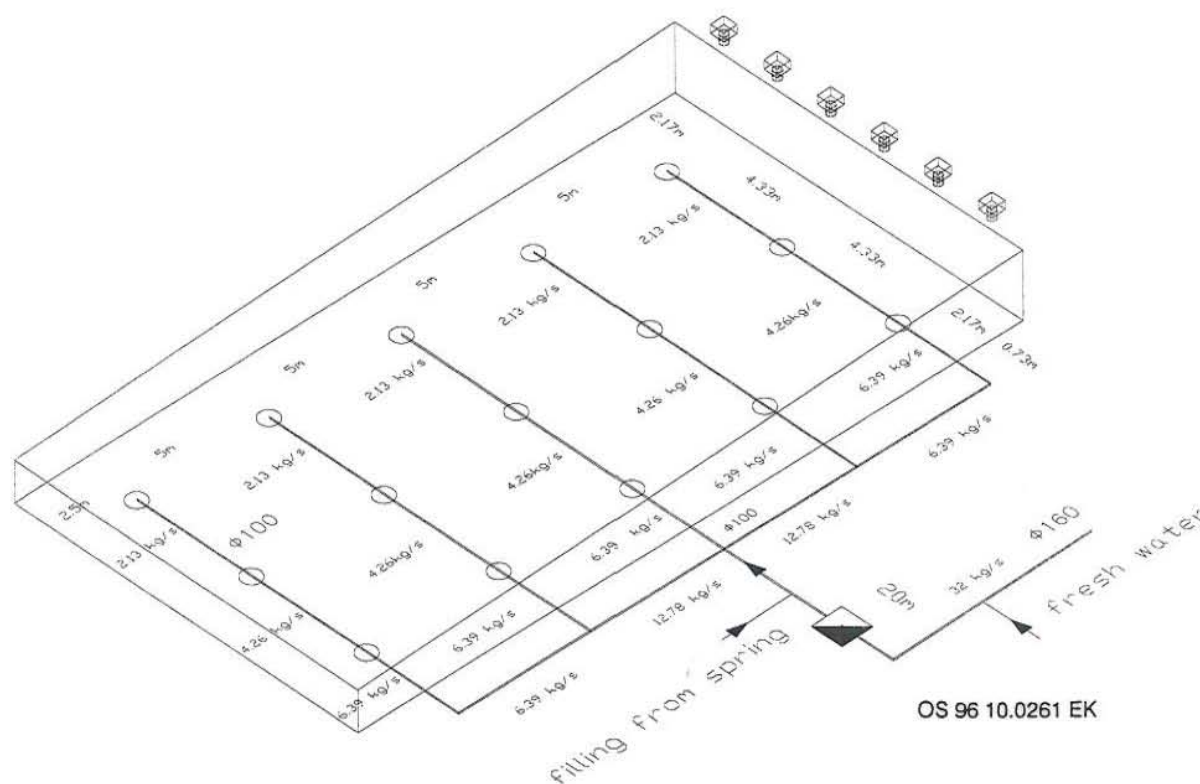 2.17m
4.33m
4.33m
2.17m
0.73m
5m
5m
5m
5m
2.5m
2.13 kg/s
4.26kg/s
6.39 kg/s
2.13 kg/s
4.26 kg/s
6.39 kg/s
6.39 kg/s
2.13 kg/s
4.26kg/s
6.39 kg/s
Φ100
12.78 kg/s
2.13 kg/s
4.26kg/s
6.39 kg/s
12.78 kg/s
2.13 kg/s
Φ100
4.26 kg/s
6.39 kg/s
6.39 kg/s
Φ160
32 kg/s
20m
fresh water
filling from spring
OS 96 10.0261 EK